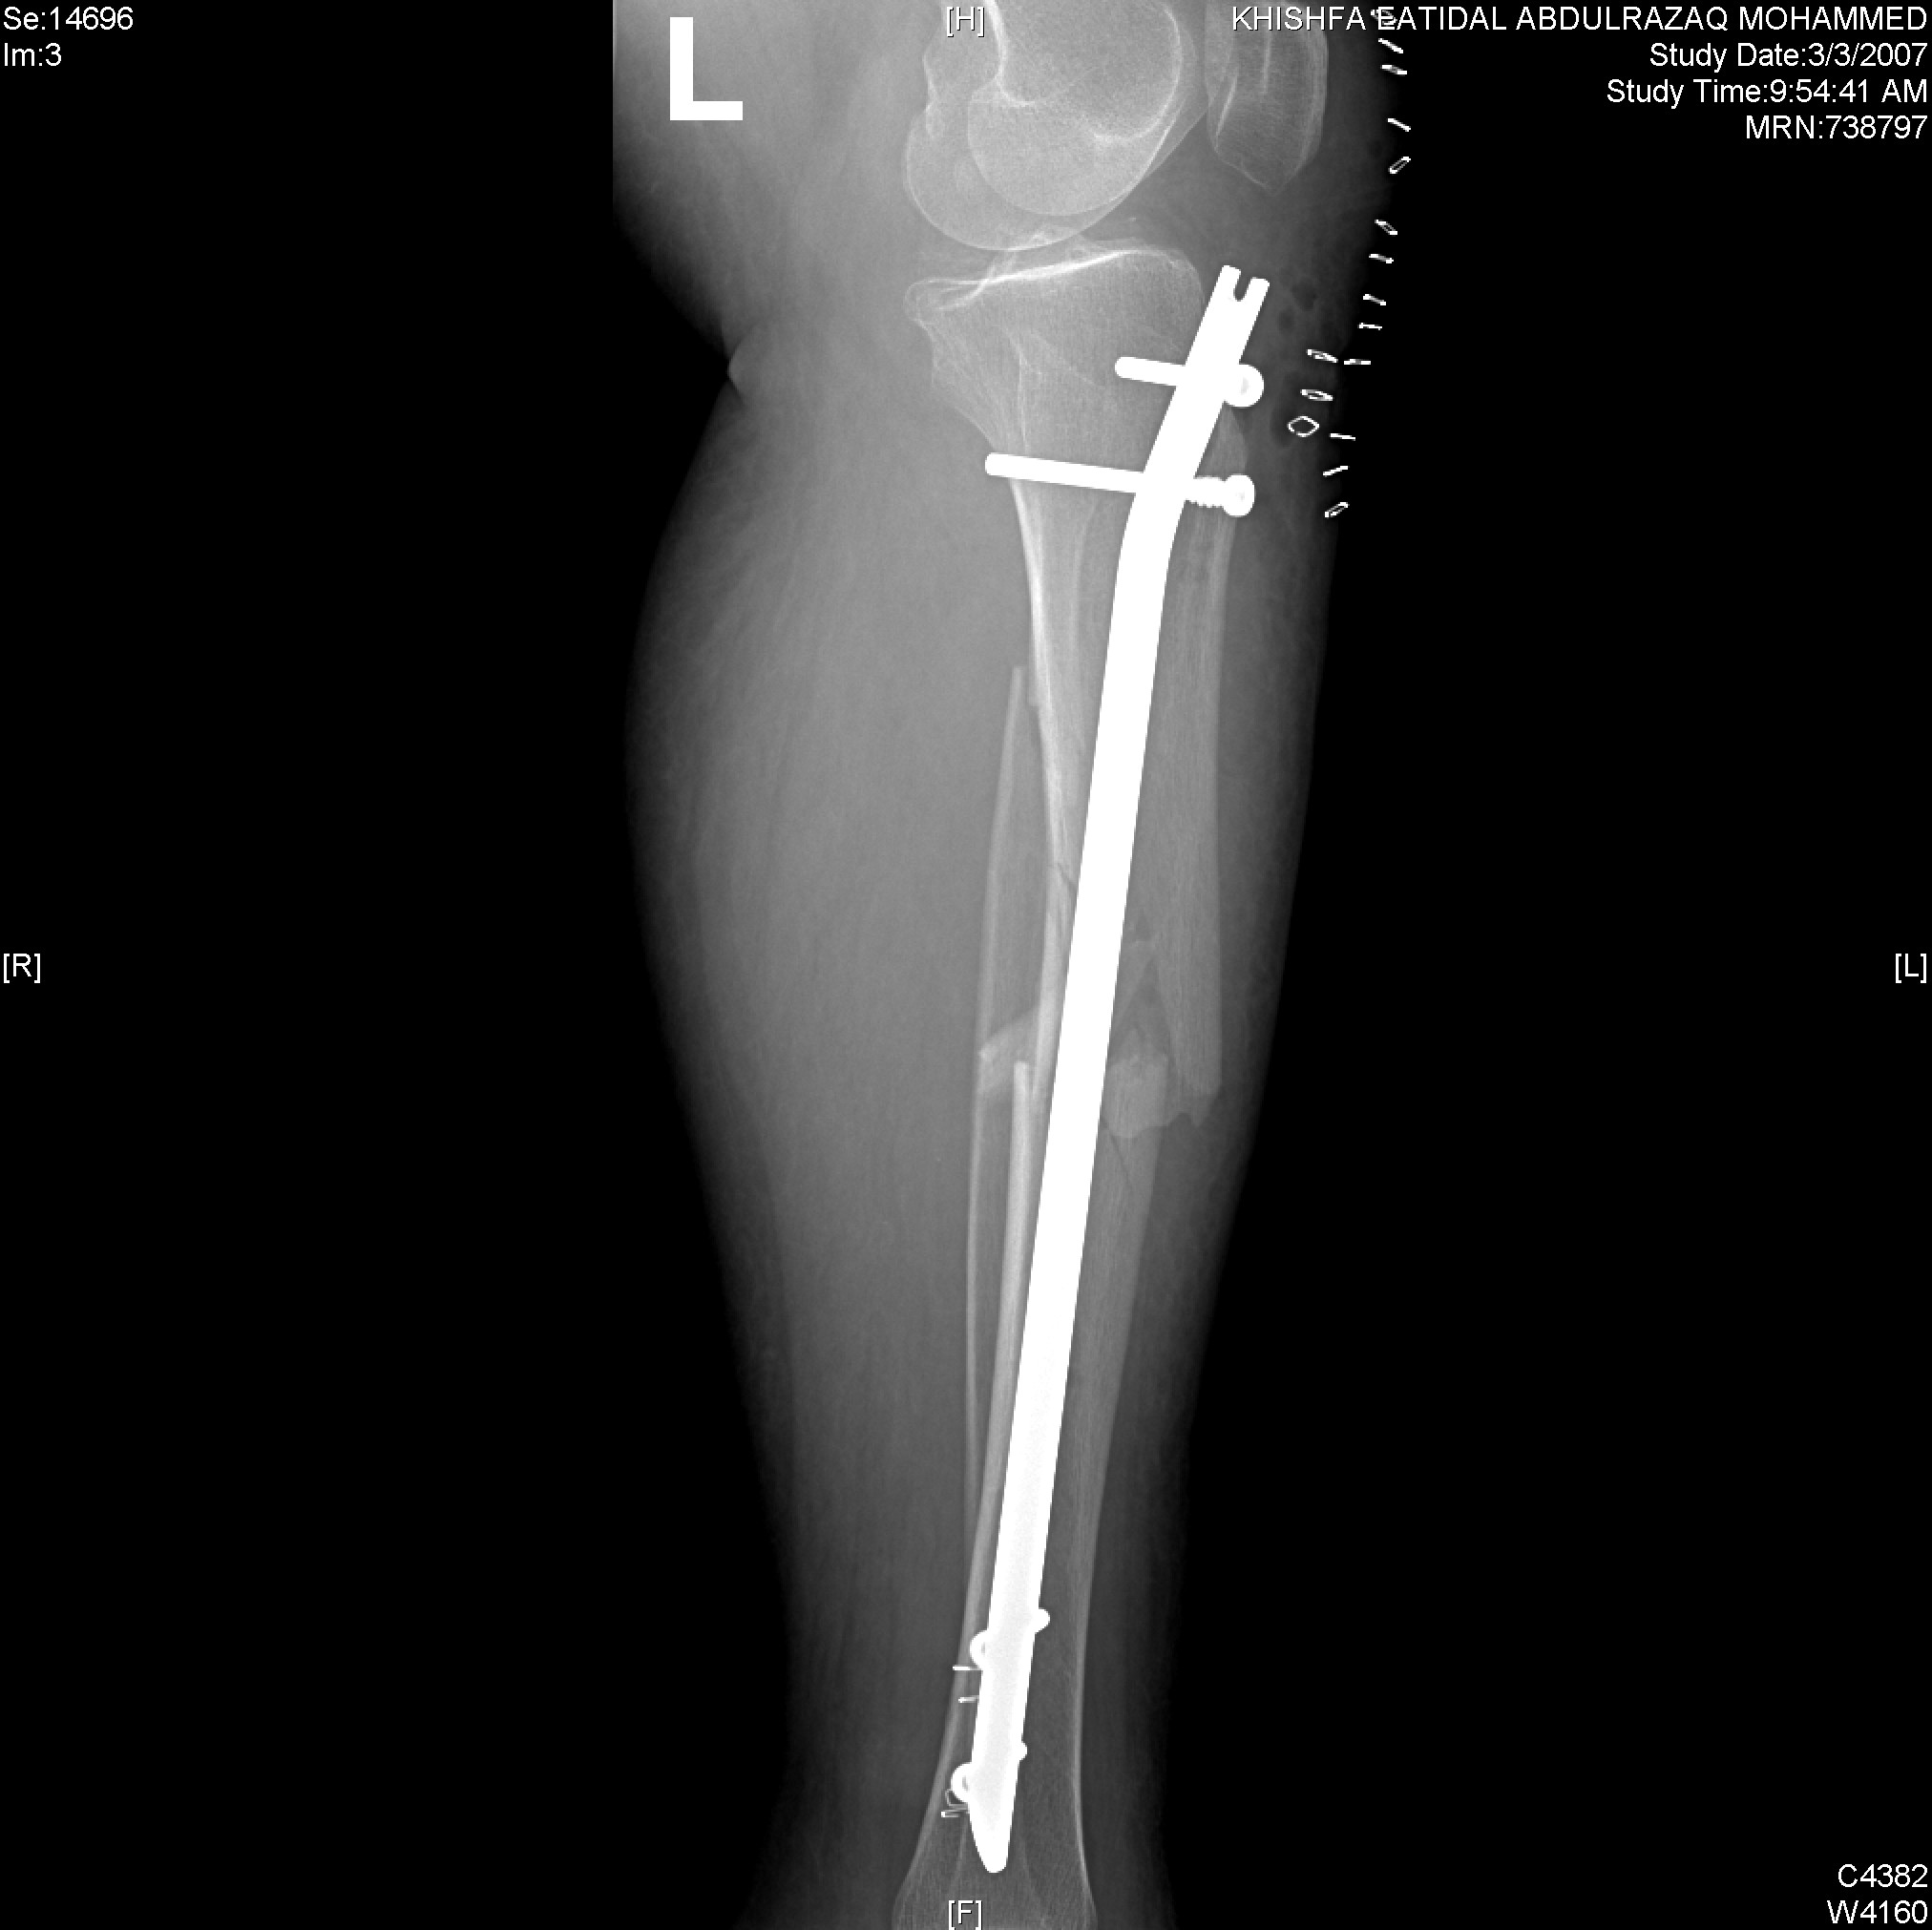 Se:14696
Im:3
L
[H]
KHISHFA EATIDAL ABDULRAZAQ MOHAMMED
Study Date:3/3/2007
Study Time:9:54:41 AM
MRN:738797
[R]
[L]
[F]
C4382
W4160